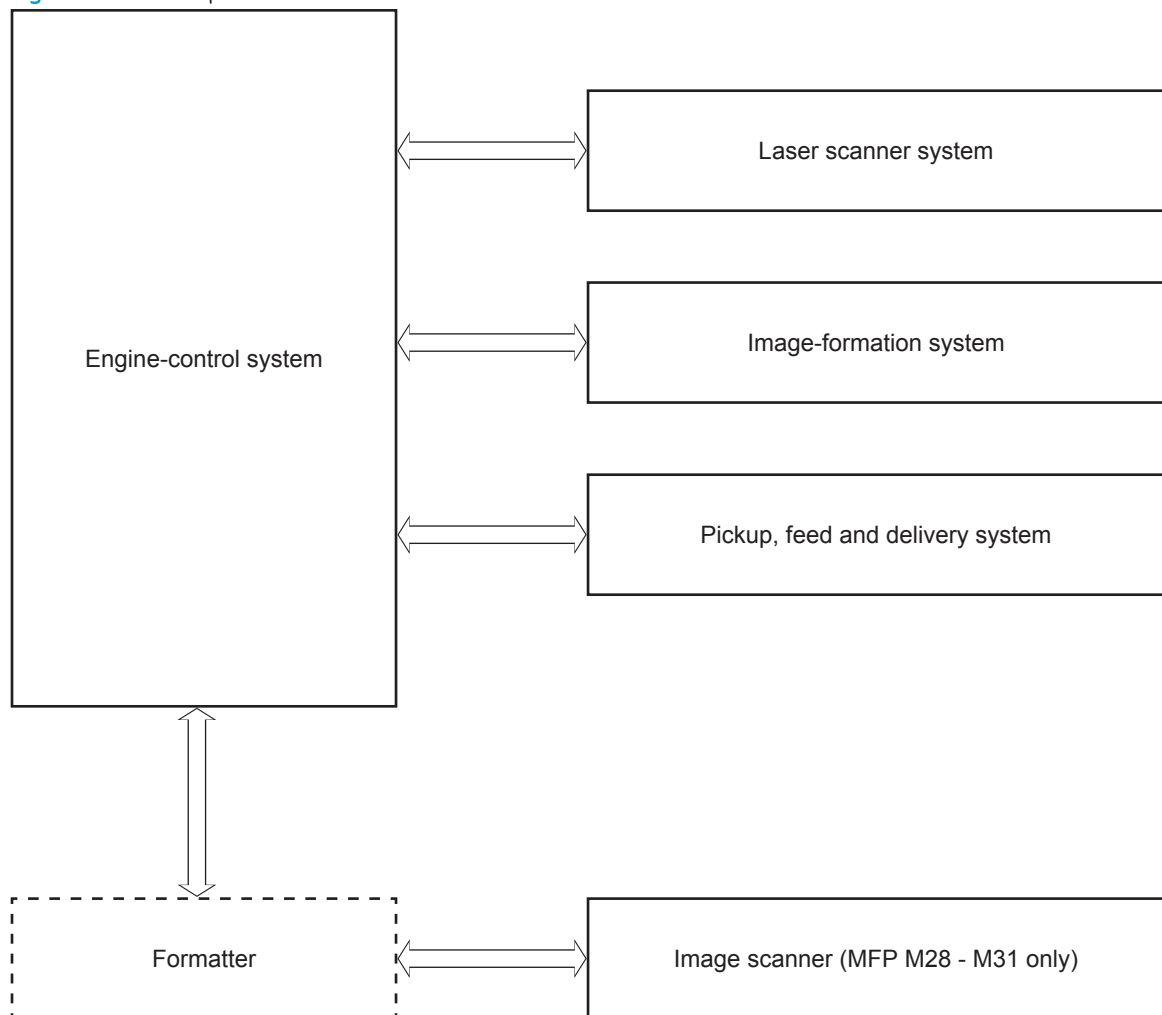 Laser scanner system
Engine-control system
Image-formation system
Pickup, feed and delivery system
Formatter
Image scanner (MFP M28 - M31 only)